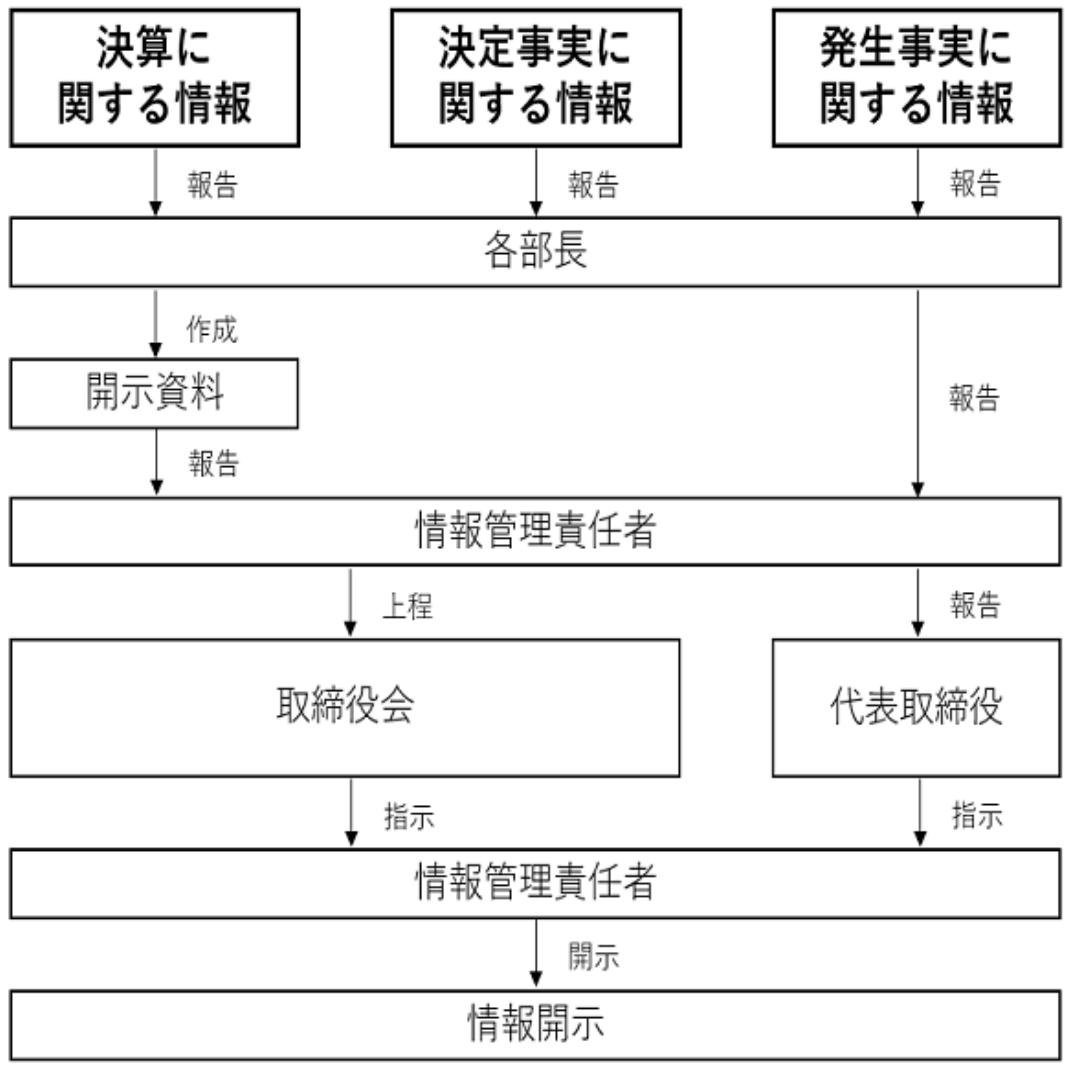 決算に
関する情報
決定事実に
関する情報
発生事実に
関する情報
報告
報告
報告
各部長
作成
開示資料
報告
報告
情報管理責任者
上程
報告
取締役会
代表取締役
指示
指示
情報管理責任者
開示
情報開示